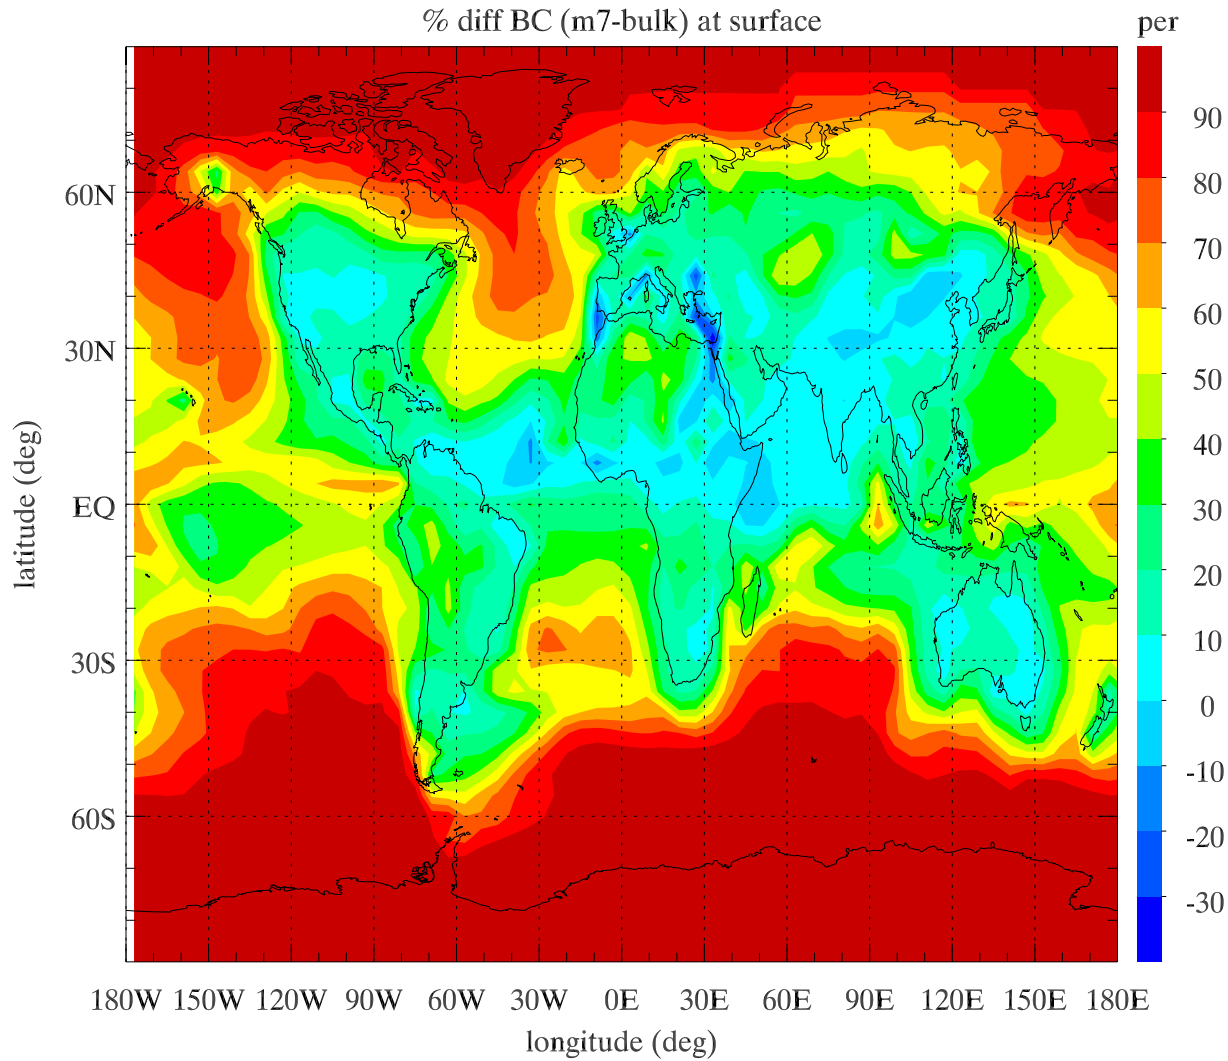 % diff BC (m7-bulk) at surface
per
90
80
70
60
50
40
30
20
10
0
-10
-20
-30
60N
30N
EQ
30S
60S
latitude (deg)
180W 150W 120W 90W 60W 30W 0E 30E 60E 90E 120E 150E 180E
longitude (deg)